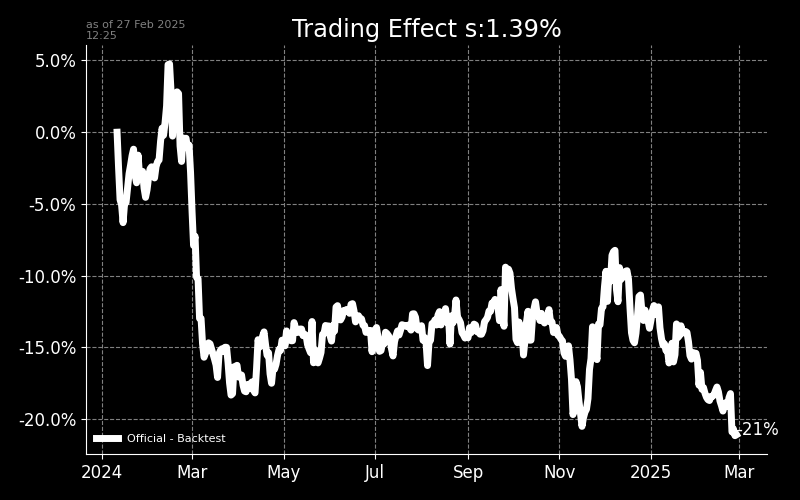 as of 27 Feb 2025
12:25
Trading Effect s:1.39%
5.0%
0.0%
-5.0%
-10.0%
-15.0%
-20.0%
-21%
Official - Backtest
2024 Mar May Jul Sep Nov 2025 Mar